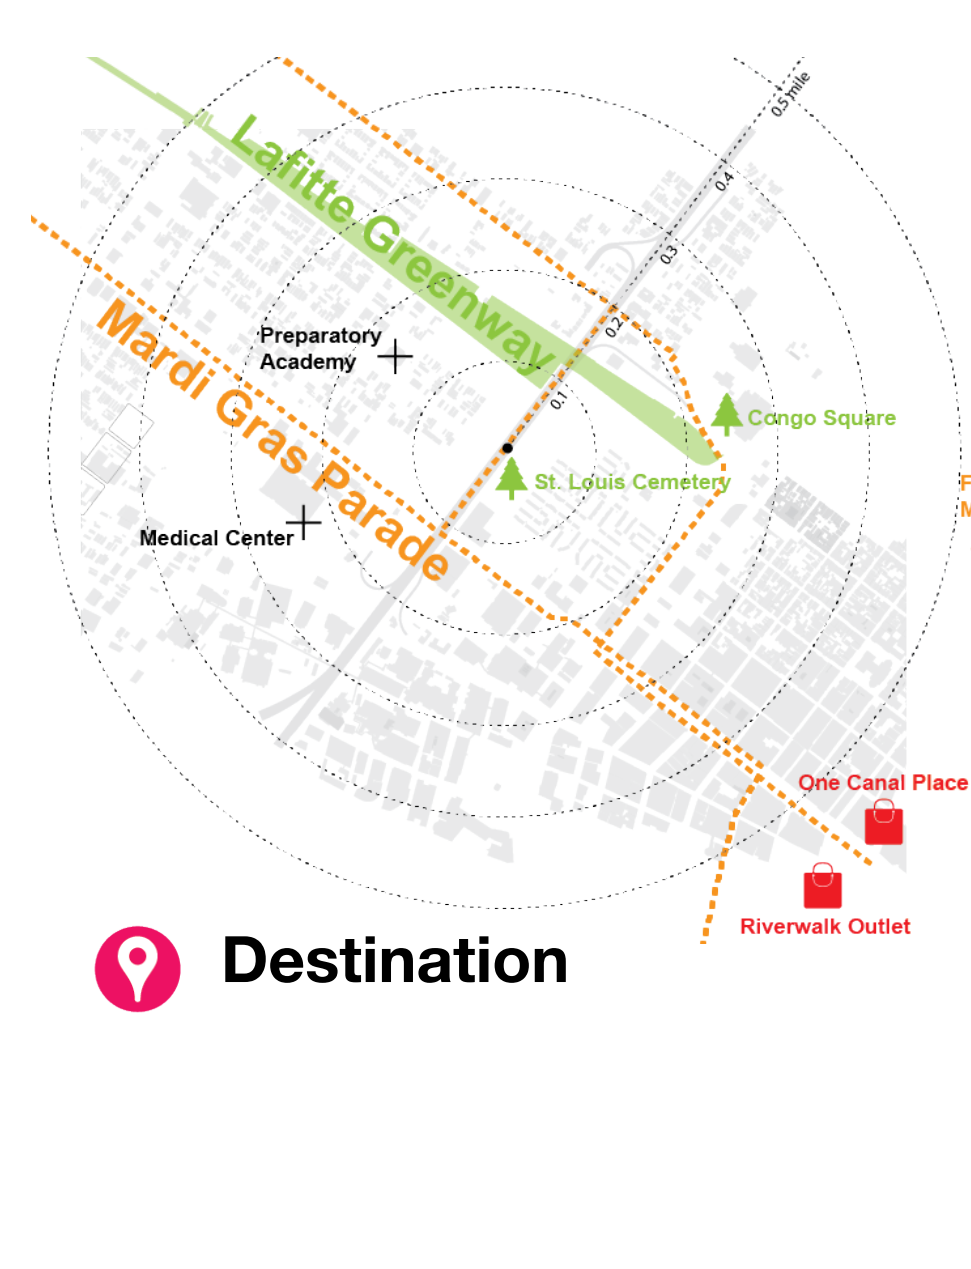 0.5 mile
0.4
0.3
0.2
0.1
Lafitte Greenway
Mardi Gras Parade
Preparatory
Academy
Congo Square
St. Louis Cemetery
F
M
Medical Center
One Canal Place
Riverwalk Outlet
Destination